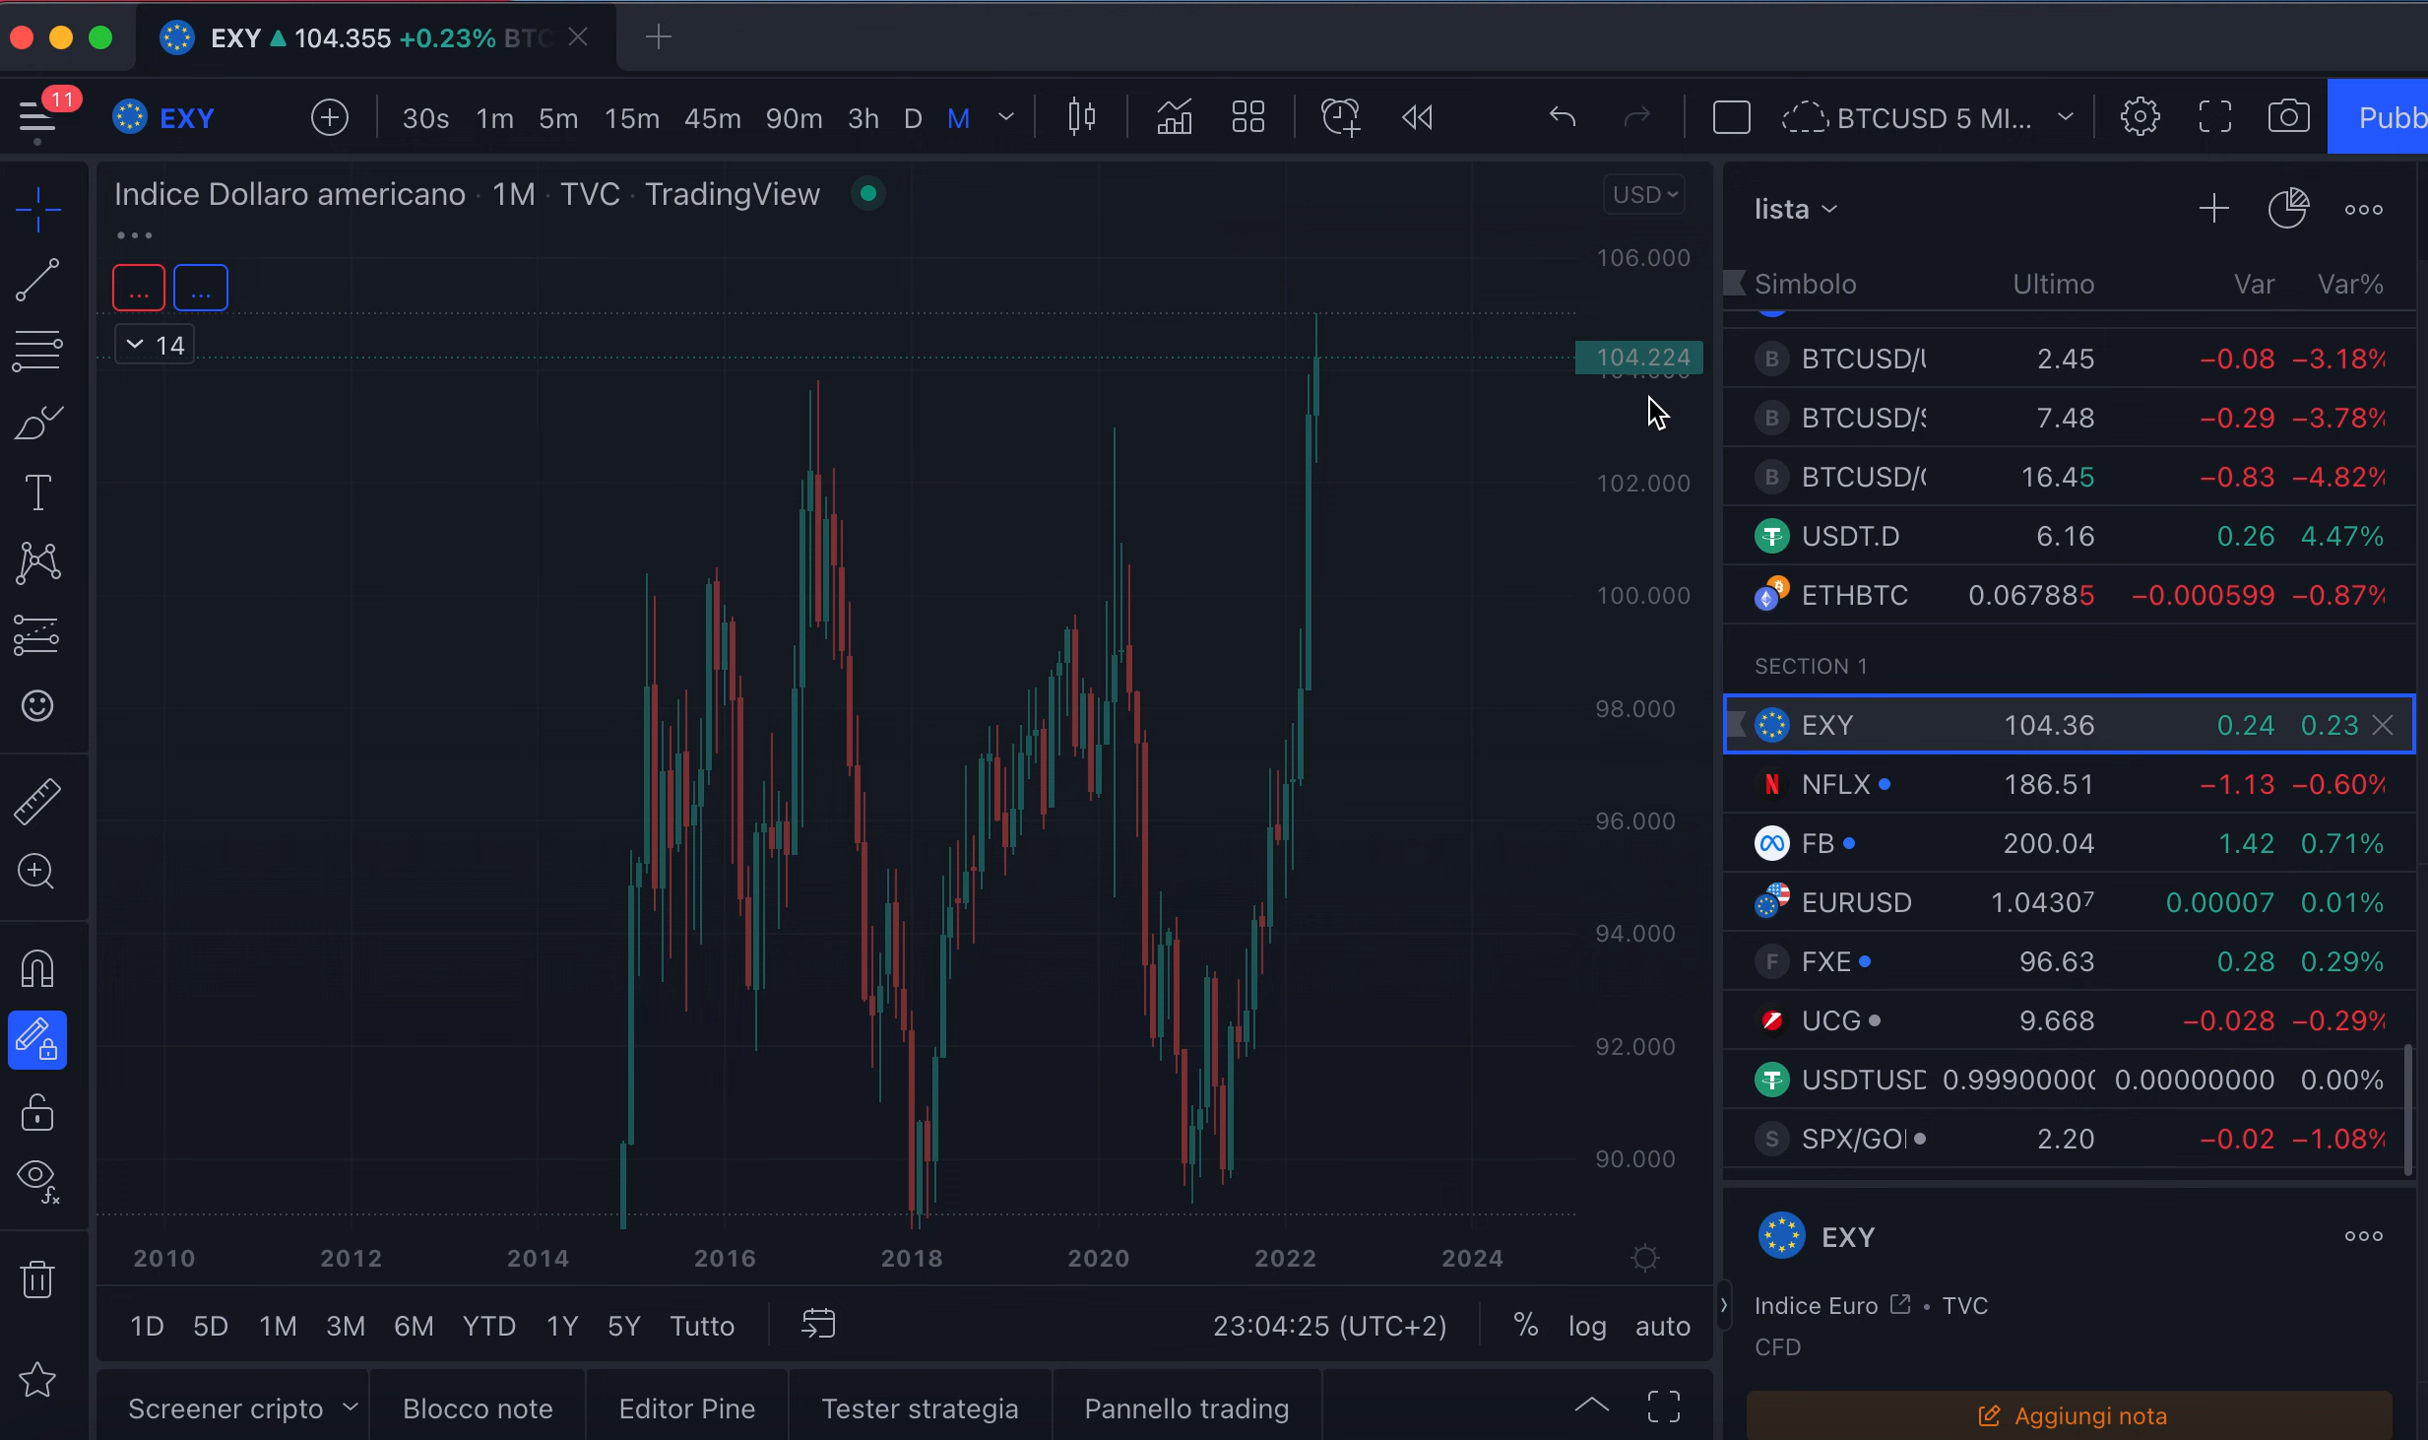 EXY ▲ 104.355 +0.23% BTC
11
EXY 30s 1m 5m 15m 45m 90m 3h D M BTCUSD 5 MI... Pubb
Indice Dollaro americano · 1M · TVC · TradingView
USD
...
... ...
14
106.000
104.224
102.000
100.000
98.000
96.000
94.000
92.000
90.000
2010 2012 2014 2016 2018 2020 2022 2024
1D 5D 1M 3M 6M YTD 1Y 5Y Tutto 23:04:25 (UTC+2) % log auto
Screener cripto Blocco note Editor Pine Tester strategia Pannello trading
lista
Simbolo Ultimo Var Var%
B BTCUSD/ 2.45 −0.08 −3.18%
B BTCUSD/ 7.48 −0.29 −3.78%
B BTCUSD/ 16.45 −0.83 −4.82%
USDT.D 6.16 0.26 4.47%
ETHBTC 0.067885 −0.000599 −0.87%
SECTION 1
EXY 104.36 0.24 0.23
N NFLX 186.51 −1.13 −0.60%
FB 200.04 1.42 0.71%
EURUSD 1.04307 0.00007 0.01%
F FXE 96.63 0.28 0.29%
UCG 9.668 −0.028 −0.29%
USDTUSD 0.99900000 0.00000000 0.00%
S SPX/GO 2.20 −0.02 −1.08%
EXY
Indice Euro • TVC
CFD
Aggiungi nota